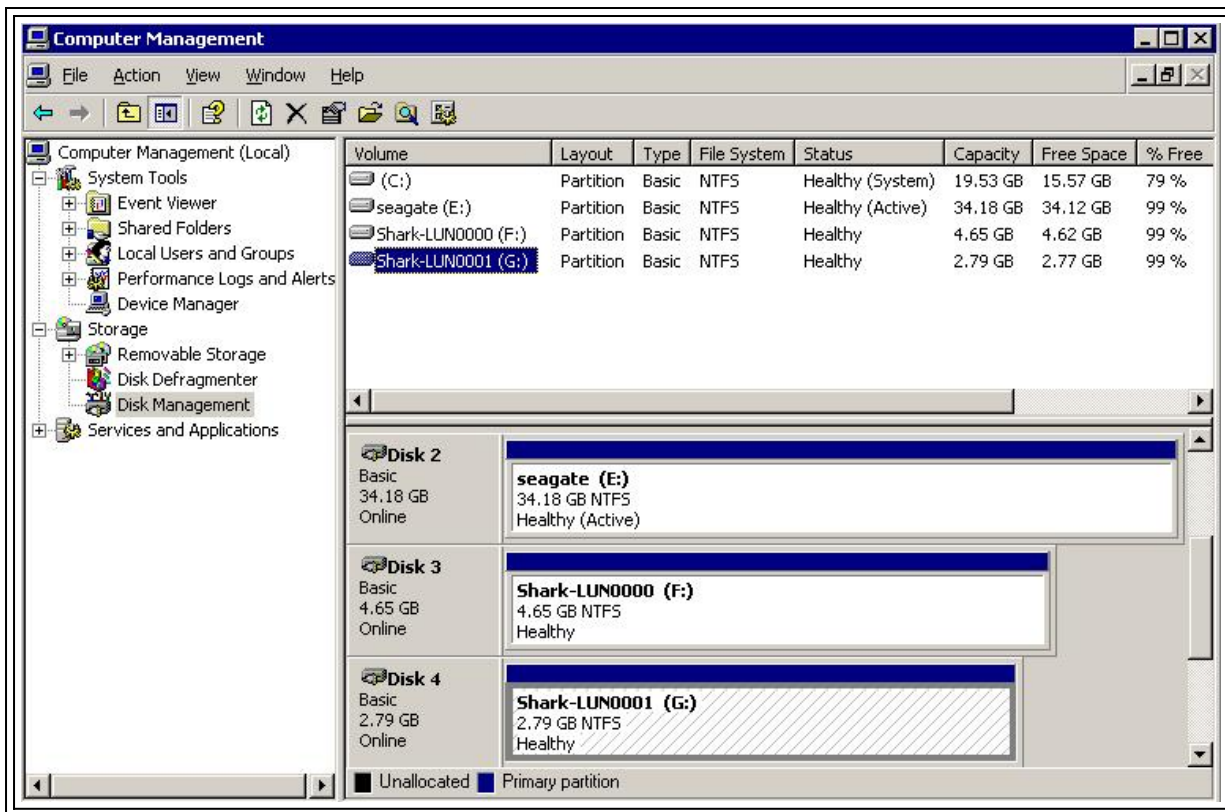 Computer Management
File Action View Window Help
Computer Management (Local)
System Tools
Event Viewer
Shared Folders
Local Users and Groups
Performance Logs and Alerts
Device Manager
Storage
Removable Storage
Disk Defragmenter
Disk Management
Services and Applications
Volume Layout Type File System Status Capacity Free Space % Free
(C:) Partition Basic NTFS Healthy (System) 19.53 GB 15.57 GB 79 %
seagate (E:) Partition Basic NTFS Healthy (Active) 34.18 GB 34.12 GB 99 %
Shark-LUN0000 (F:) Partition Basic NTFS Healthy 4.65 GB 4.62 GB 99 %
Shark-LUN0001 (G:) Partition Basic NTFS Healthy 2.79 GB 2.77 GB 99 %
Disk 2
Basic
34.18 GB
Online
seagate (E:)
34.18 GB NTFS
Healthy (Active)
Disk 3
Basic
4.65 GB
Online
Shark-LUN0000 (F:)
4.65 GB NTFS
Healthy
Disk 4
Basic
2.79 GB
Online
Shark-LUN0001 (G:)
2.79 GB NTFS
Healthy
Unallocated Primary partition